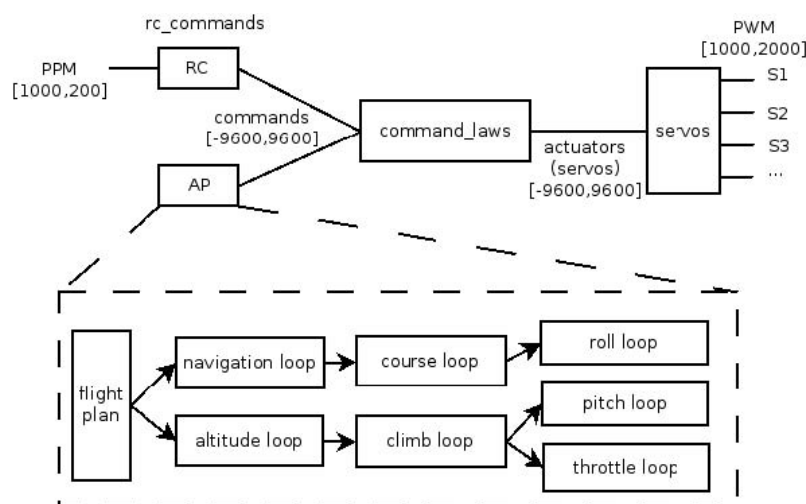 rc_commands
PPM
[1000,200]
RC
commands
[-9600,9600]
AP
command_laws
actuators
(servos)
[-9600,9600]
servos
PWM
[1000,2000]
S1
S2
S3
...
flight
plan
navigation loop
course loop
roll loop
altitude loop
climb loop
pitch loop
throttle loop